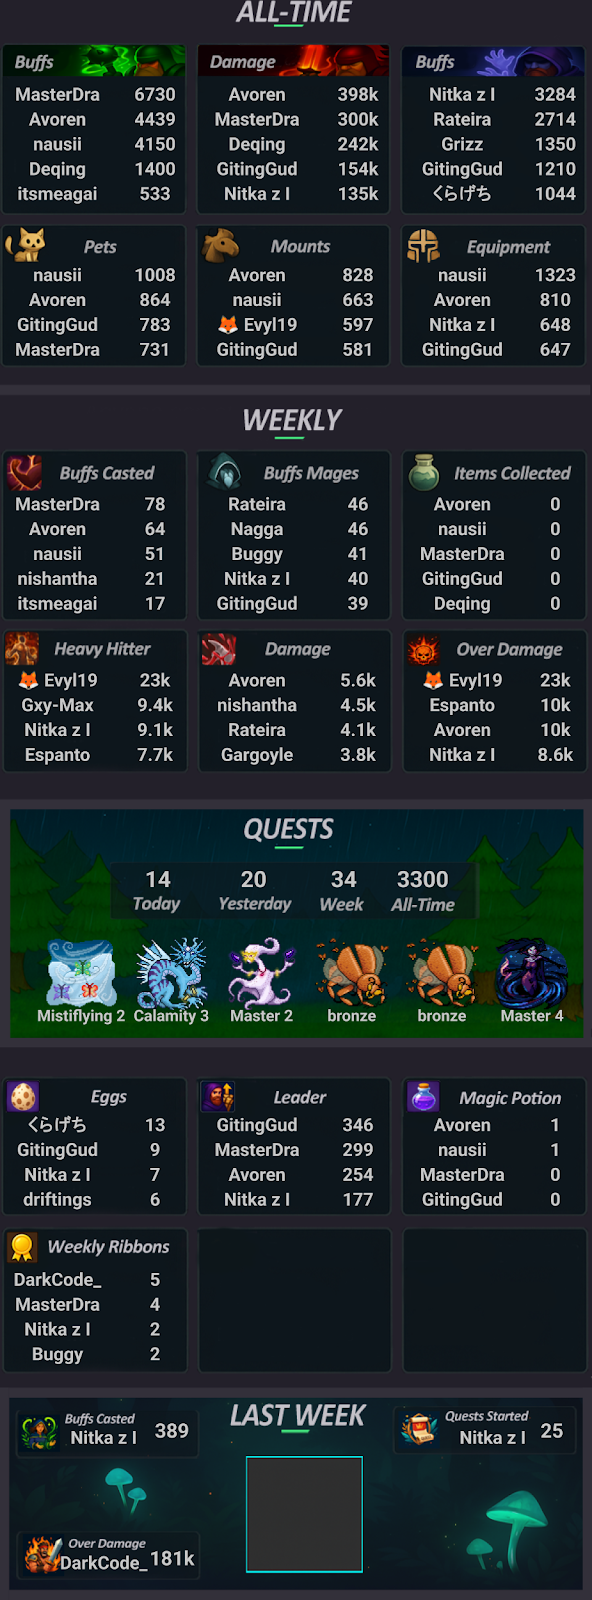 ALL-TIME
Buffs
MasterDra 6730
Avoren 4439
nausii 4150
Deqing 1400
itsmeagai 533
Damage
Avoren 398k
MasterDra 300k
Deqing 242k
GitingGud 154k
Nitka z l 135k
Buffs
Nitka z l 3284
Rateira 2714
Grizz 1350
GitingGud 1210
くらげち 1044
Pets
nausii 1008
Avoren 864
GitingGud 783
MasterDra 731
Mounts
Avoren 828
nausii 663
🦊 Evyl19 597
GitingGud 581
Equipment
nausii 1323
Avoren 810
Nitka z l 648
GitingGud 647
WEEKLY
Buffs Casted
MasterDra 78
Avoren 64
nausii 51
nishantha 21
itsmeagai 17
Buffs Mages
Rateira 46
Nagga 46
Buggy 41
Nitka z l 40
GitingGud 39
Items Collected
Avoren 0
nausii 0
MasterDra 0
GitingGud 0
Deqing 0
Heavy Hitter
🦊 Evyl19 23k
Gxy-Max 9.4k
Nitka z l 9.1k
Espanto 7.7k
Damage
Avoren 5.6k
nishantha 4.5k
Rateira 4.1k
Gargoyle 3.8k
Over Damage
🦊 Evyl19 23k
Espanto 10k
Avoren 10k
Nitka z l 8.6k
QUESTS
14 20 34 3300
Today Yesterday Week All-Time
Mistiflying 2 Calamity 3 Master 2 bronze bronze Master 4
Eggs
くらげち 13
GitingGud 9
Nitka z l 7
driftings 6
Leader
GitingGud 346
MasterDra 299
Avoren 254
Nitka z l 177
Magic Potion
Avoren 1
nausii 1
MasterDra 0
GitingGud 0
Weekly Ribbons
DarkCode_ 5
MasterDra 4
Nitka z l 2
Buggy 2
LAST WEEK
Buffs Casted
Nitka z l 389
Quests Started
Nitka z l 25
Over Damage
DarkCode_ 181k